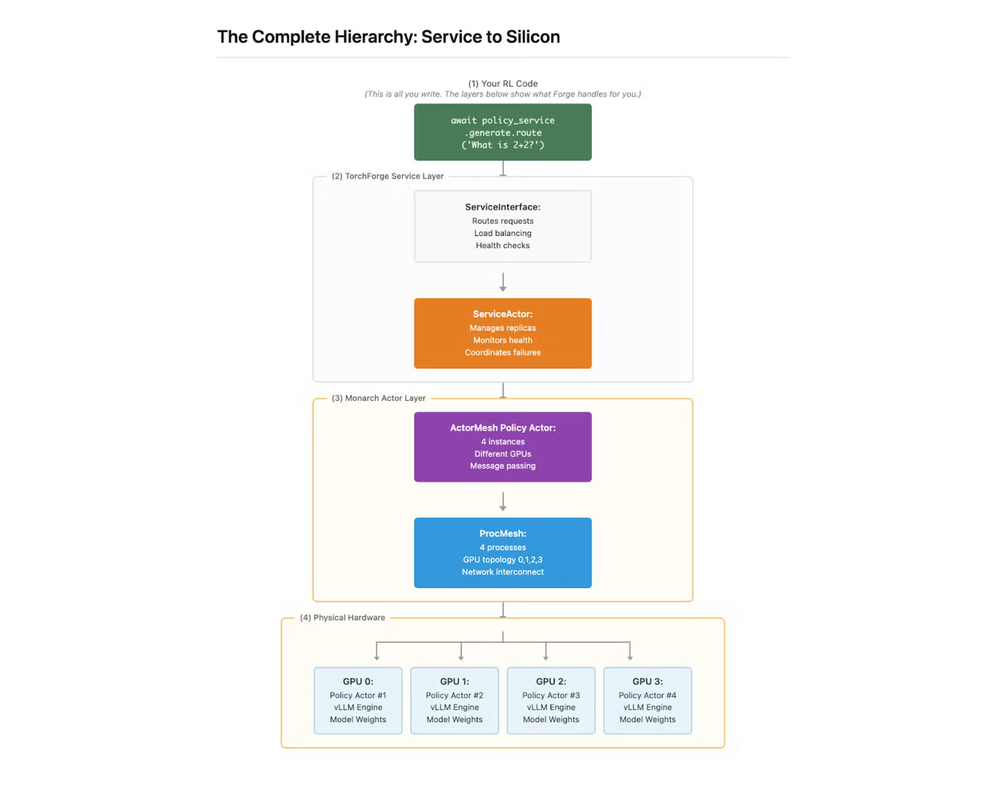 The Complete Hierarchy: Service to Silicon
(1) Your RL Code
(This is all you write. The layers below show what Forge handles for you.)
await policy_service
.generate.route
('What is 2+2?')
(2) TorchForge Service Layer
ServiceInterface:
Routes requests
Load balancing
Health checks
ServiceActor:
Manages replicas
Monitors health
Coordinates failures
(3) Monarch Actor Layer
ActorMesh Policy Actor:
4 instances
Different GPUs
Message passing
ProcMesh:
4 processes
GPU topology 0,1,2,3
Network interconnect
(4) Physical Hardware
GPU 0:
Policy Actor #1
vLLM Engine
Model Weights
GPU 1:
Policy Actor #2
vLLM Engine
Model Weights
GPU 2:
Policy Actor #3
vLLM Engine
Model Weights
GPU 3:
Policy Actor #4
vLLM Engine
Model Weights